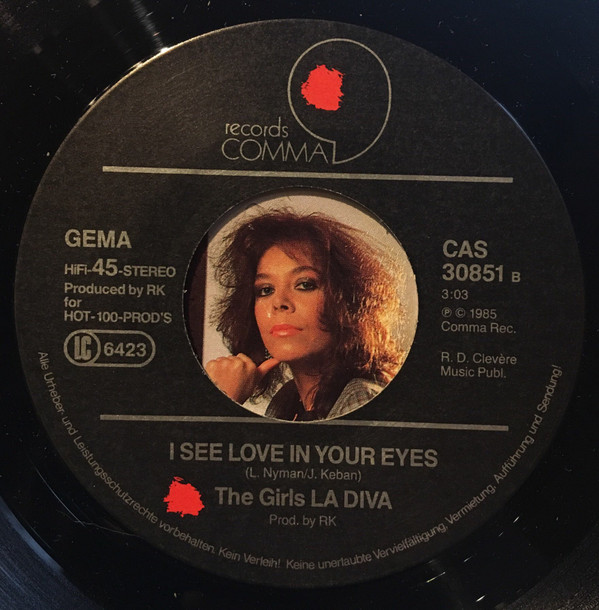 records
COMMA
GEMA
HiFi-45-STEREO
Produced by RK
for
HOT-100-PROD'S
LC 6423
CAS
30851 B
3:03
℗ © 1985
Comma Rec.
R. D. Clevère
Music Publ.
I SEE LOVE IN YOUR EYES
(L. Nyman/J. Keban)
The Girls LA DIVA
Prod. by RK
Alle Urheber- und Leistungsschutzrechte vorbehalten. Kein Verleih! Keine unerlaubte Vervielfältigung, Vermietung, Aufführung und Sendung!